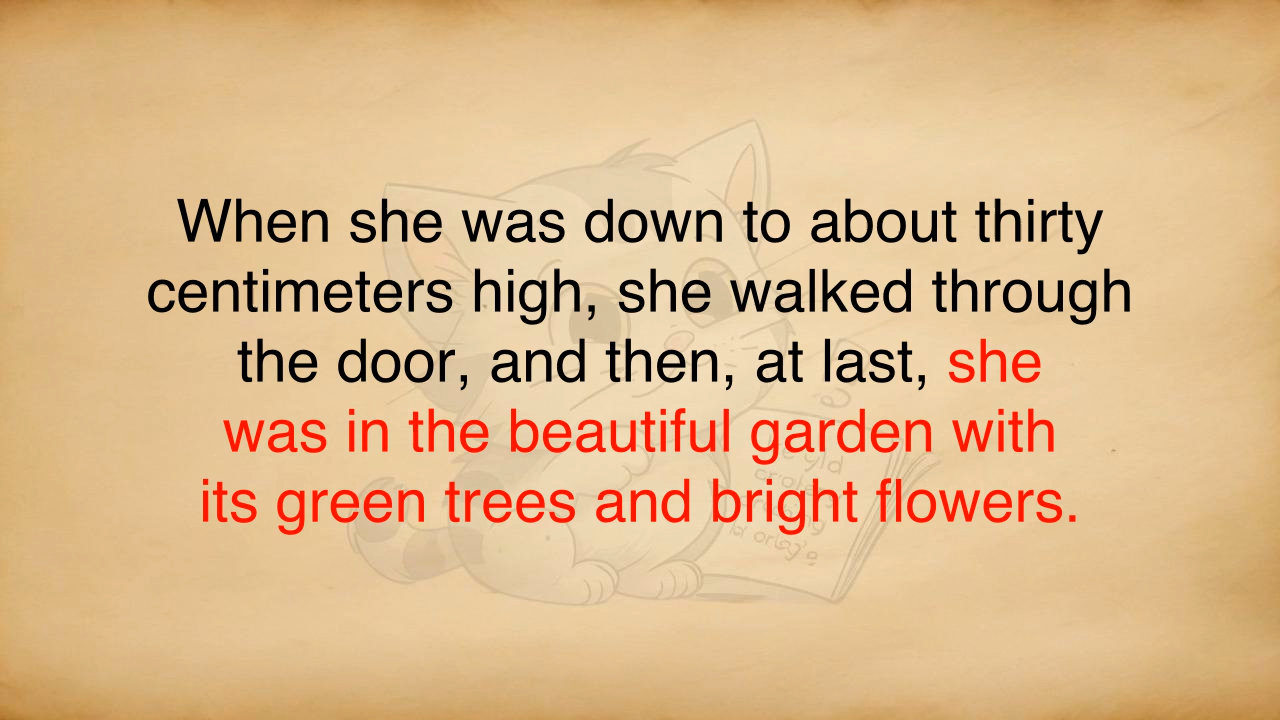 When she was down to about thirty
centimeters high, she walked through
the door, and then, at last, she
was in the beautiful garden with
its green trees and bright flowers.